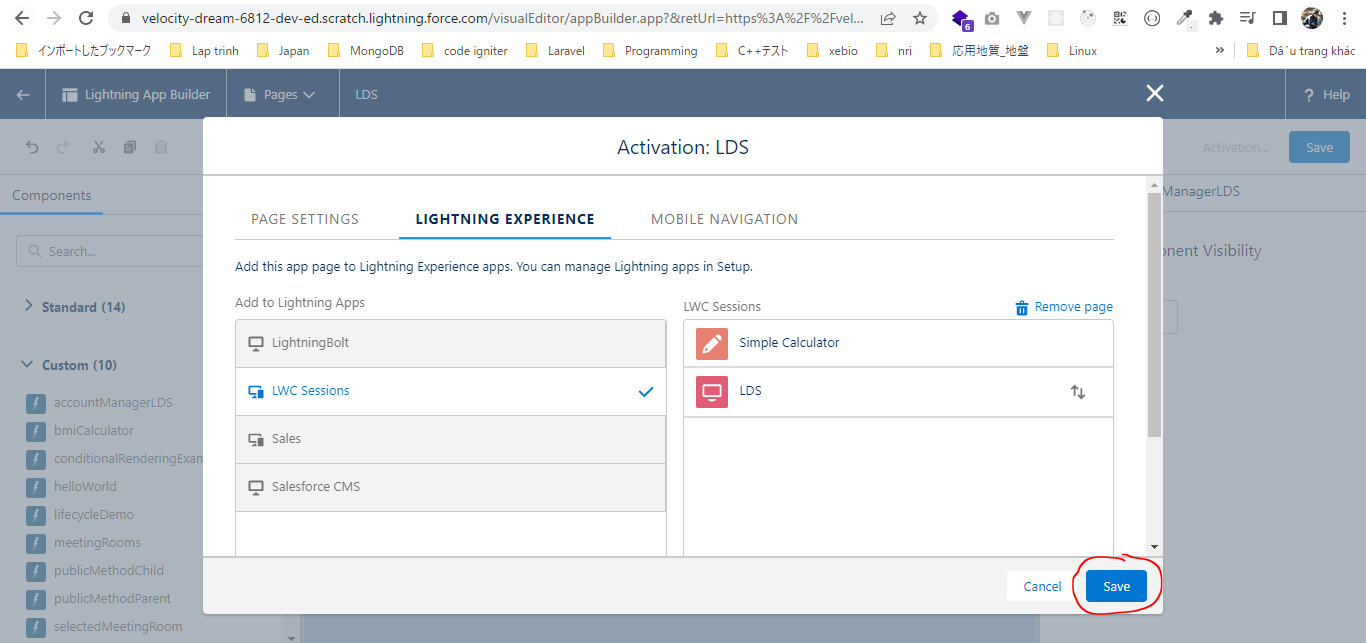 velocity-dream-6812-dev-ed.scratch.lightning.force.com/visualEditor/appBuilder.app?&retUrl=https%3A%2F%2Fvel...
6
インポートしたブックマーク Lap trinh Japan MongoDB code igniter Laravel Programming C++テスト xebio nri 応用地質_地盤 Linux » Dấu trang khác
Lightning App Builder Pages LDS ? Help
Activation: LDS
Activation... Save
Components
ManagerLDS
PAGE SETTINGS LIGHTNING EXPERIENCE MOBILE NAVIGATION
Search...
onent Visibility
Add this app page to Lightning Experience apps. You can manage Lightning apps in Setup.
Add to Lightning Apps
LWC Sessions Remove page
Standard (14)
LightningBolt
Simple Calculator
Custom (10)
LWC Sessions
LDS
accountManagerLDS
bmiCalculator
Sales
conditionalRenderingExam
helloWorld
Salesforce CMS
lifecycleDemo
meetingRooms
publicMethodChild
Cancel Save
publicMethodParent
selectedMeetingRoom